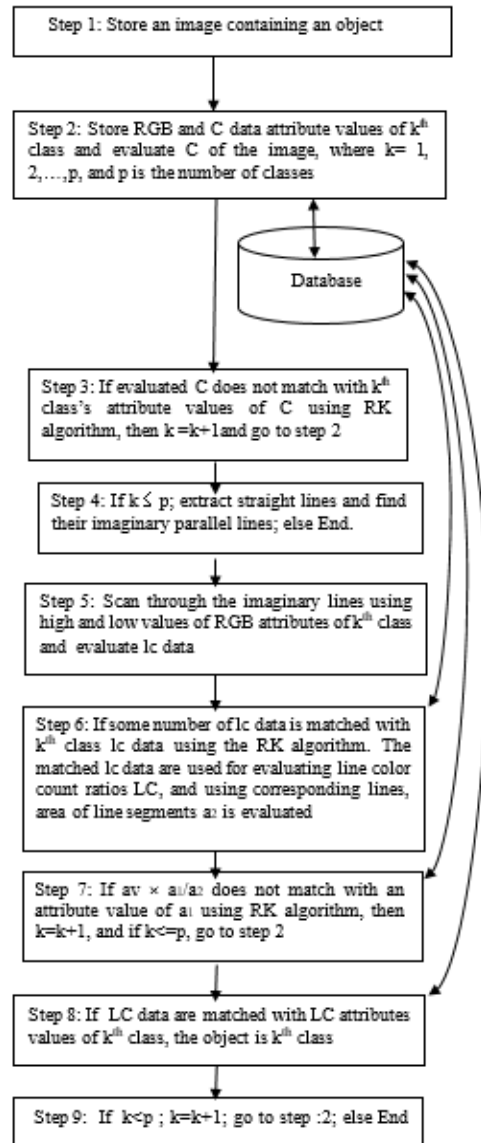 Step 1: Store an image containing an object
Step 2: Store RGB and C data attribute values of kth
class and evaluate C of the image, where k= 1,
2,…,p, and p is the number of classes
Database
Step 3: If evaluated C does not match with kth
class's attribute values of C using RK
algorithm, then k =k+1and go to step 2
Step 4: If k ≤ p; extract straight lines and find
their imaginary parallel lines; else End.
Step 5: Scan through the imaginary lines using
high and low values of RGB attributes of kth class
and evaluate lc data
Step 6: If some number of lc data is matched with
kth class lc data using the RK algorithm. The
matched lc data are used for evaluating line color
count ratios LC, and using corresponding lines,
area of line segments a2 is evaluated
Step 7: If av × a1/a2 does not match with an
attribute value of a1 using RK algorithm, then
k=k+1, and if k<=p, go to step 2
Step 8: If LC data are matched with LC attributes
values of kth class, the object is kth class
Step 9: If k<p ; k=k+1; go to step :2; else End